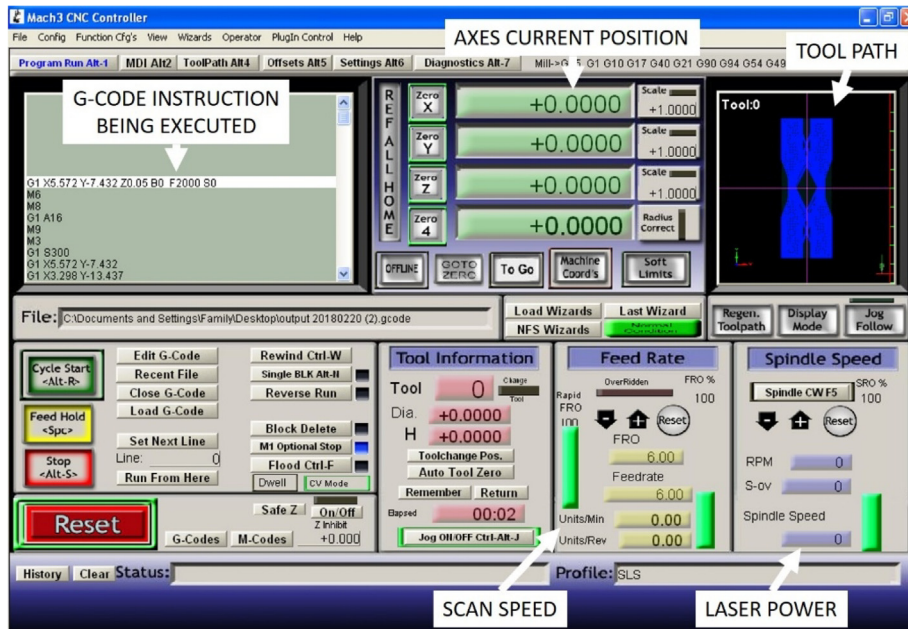 Mach3 CNC Controller
File Config Function Cfg's View Wizards Operator PlugIn Control Help
Program Run Alt-1 MDI Alt2 ToolPath Alt4 Offsets Alt5 Settings Alt6 Diagnostics Alt-7
AXES CURRENT POSITION
TOOL PATH
G-CODE INSTRUCTION
BEING EXECUTED
G1 X5.572 Y-7.432 Z0.05 B0 F2000 S0
M6
M8
G1 A16
M9
M3
G1 S300
G1 X5.572 Y-7.432
G1 X3.298 Y-13.437
REF ALL HOME
Zero X +0.0000 Scale +1.0000
Zero Y +0.0000 Scale +1.0000
Zero Z +0.0000 Scale +1.0000
Zero 4 +0.0000 Radius Correct
OFFLINE GOTO ZERO To Go Machine Coord's Soft Limits
Tool:0
File: C:\Documents and Settings\Family\Desktop\output 20180220 (2).gcode
Load Wizards Last Wizard
NFS Wizards Normal Condition
Regen. Toolpath Display Mode Jog Follow
Cycle Start
<Alt-R>
Feed Hold
<Spc>
Stop
<Alt-S>
Edit G-Code Rewind Ctrl-W
Recent File Single BLK Alt-N
Close G-Code Reverse Run
Load G-Code
Block Delete
Set Next Line M1 Optional Stop
Line: 0 Flood Ctrl-F
Run From Here Dwell CV Mode
Reset
Safe Z On/Off
Z Inhibit
G-Codes M-Codes +0.000
Tool Information
Tool 0 Change Tool
Dia. +0.0000
H +0.0000
Toolchange Pos.
Auto Tool Zero
Remember Return
Elapsed 00:02
Jog ON/OFF Ctrl-Alt-J
Feed Rate
OverRidden FRO %
100
Rapid
FRO
100
Reset
FRO
6.00
Feedrate
6.00
Units/Min 0.00
Units/Rev 0.00
Spindle Speed
Spindle CW F5 SRO %
100
Reset
RPM 0
S-ov 0
Spindle Speed
0
History Clear Status: Profile: SLS
SCAN SPEED
LASER POWER